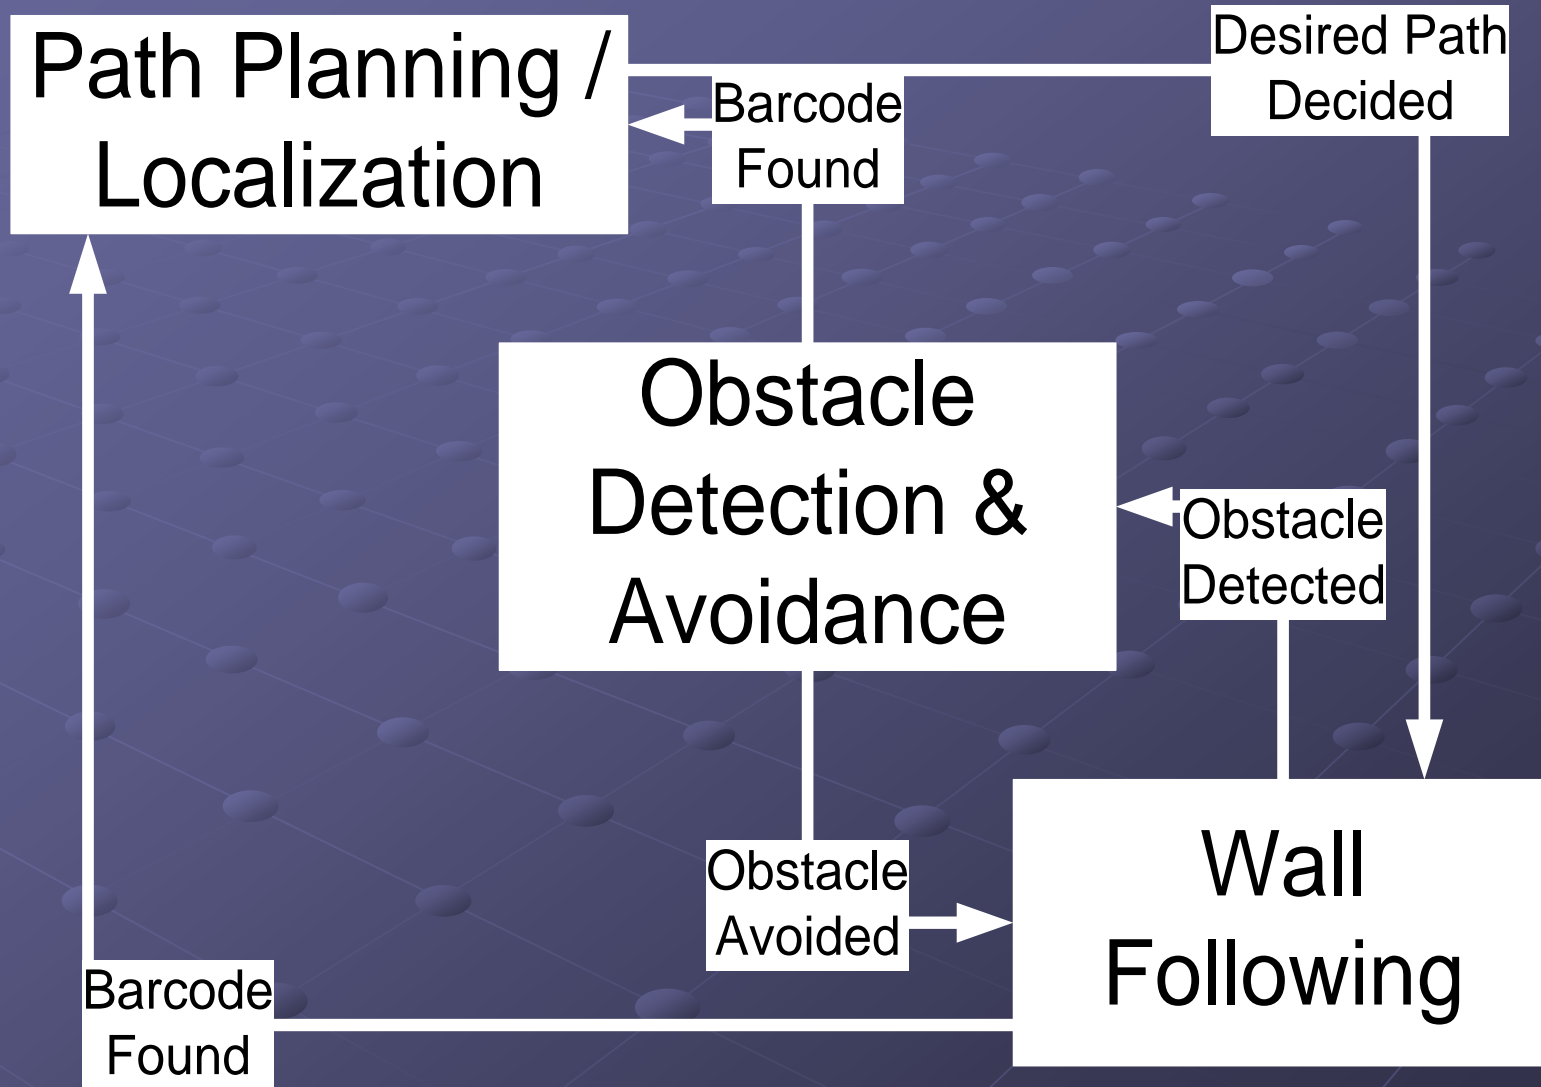 Path Planning /
Localization
Barcode
Found
Desired Path
Decided
Obstacle
Detection &
Avoidance
Obstacle
Detected
Obstacle
Avoided
Wall
Following
Barcode
Found